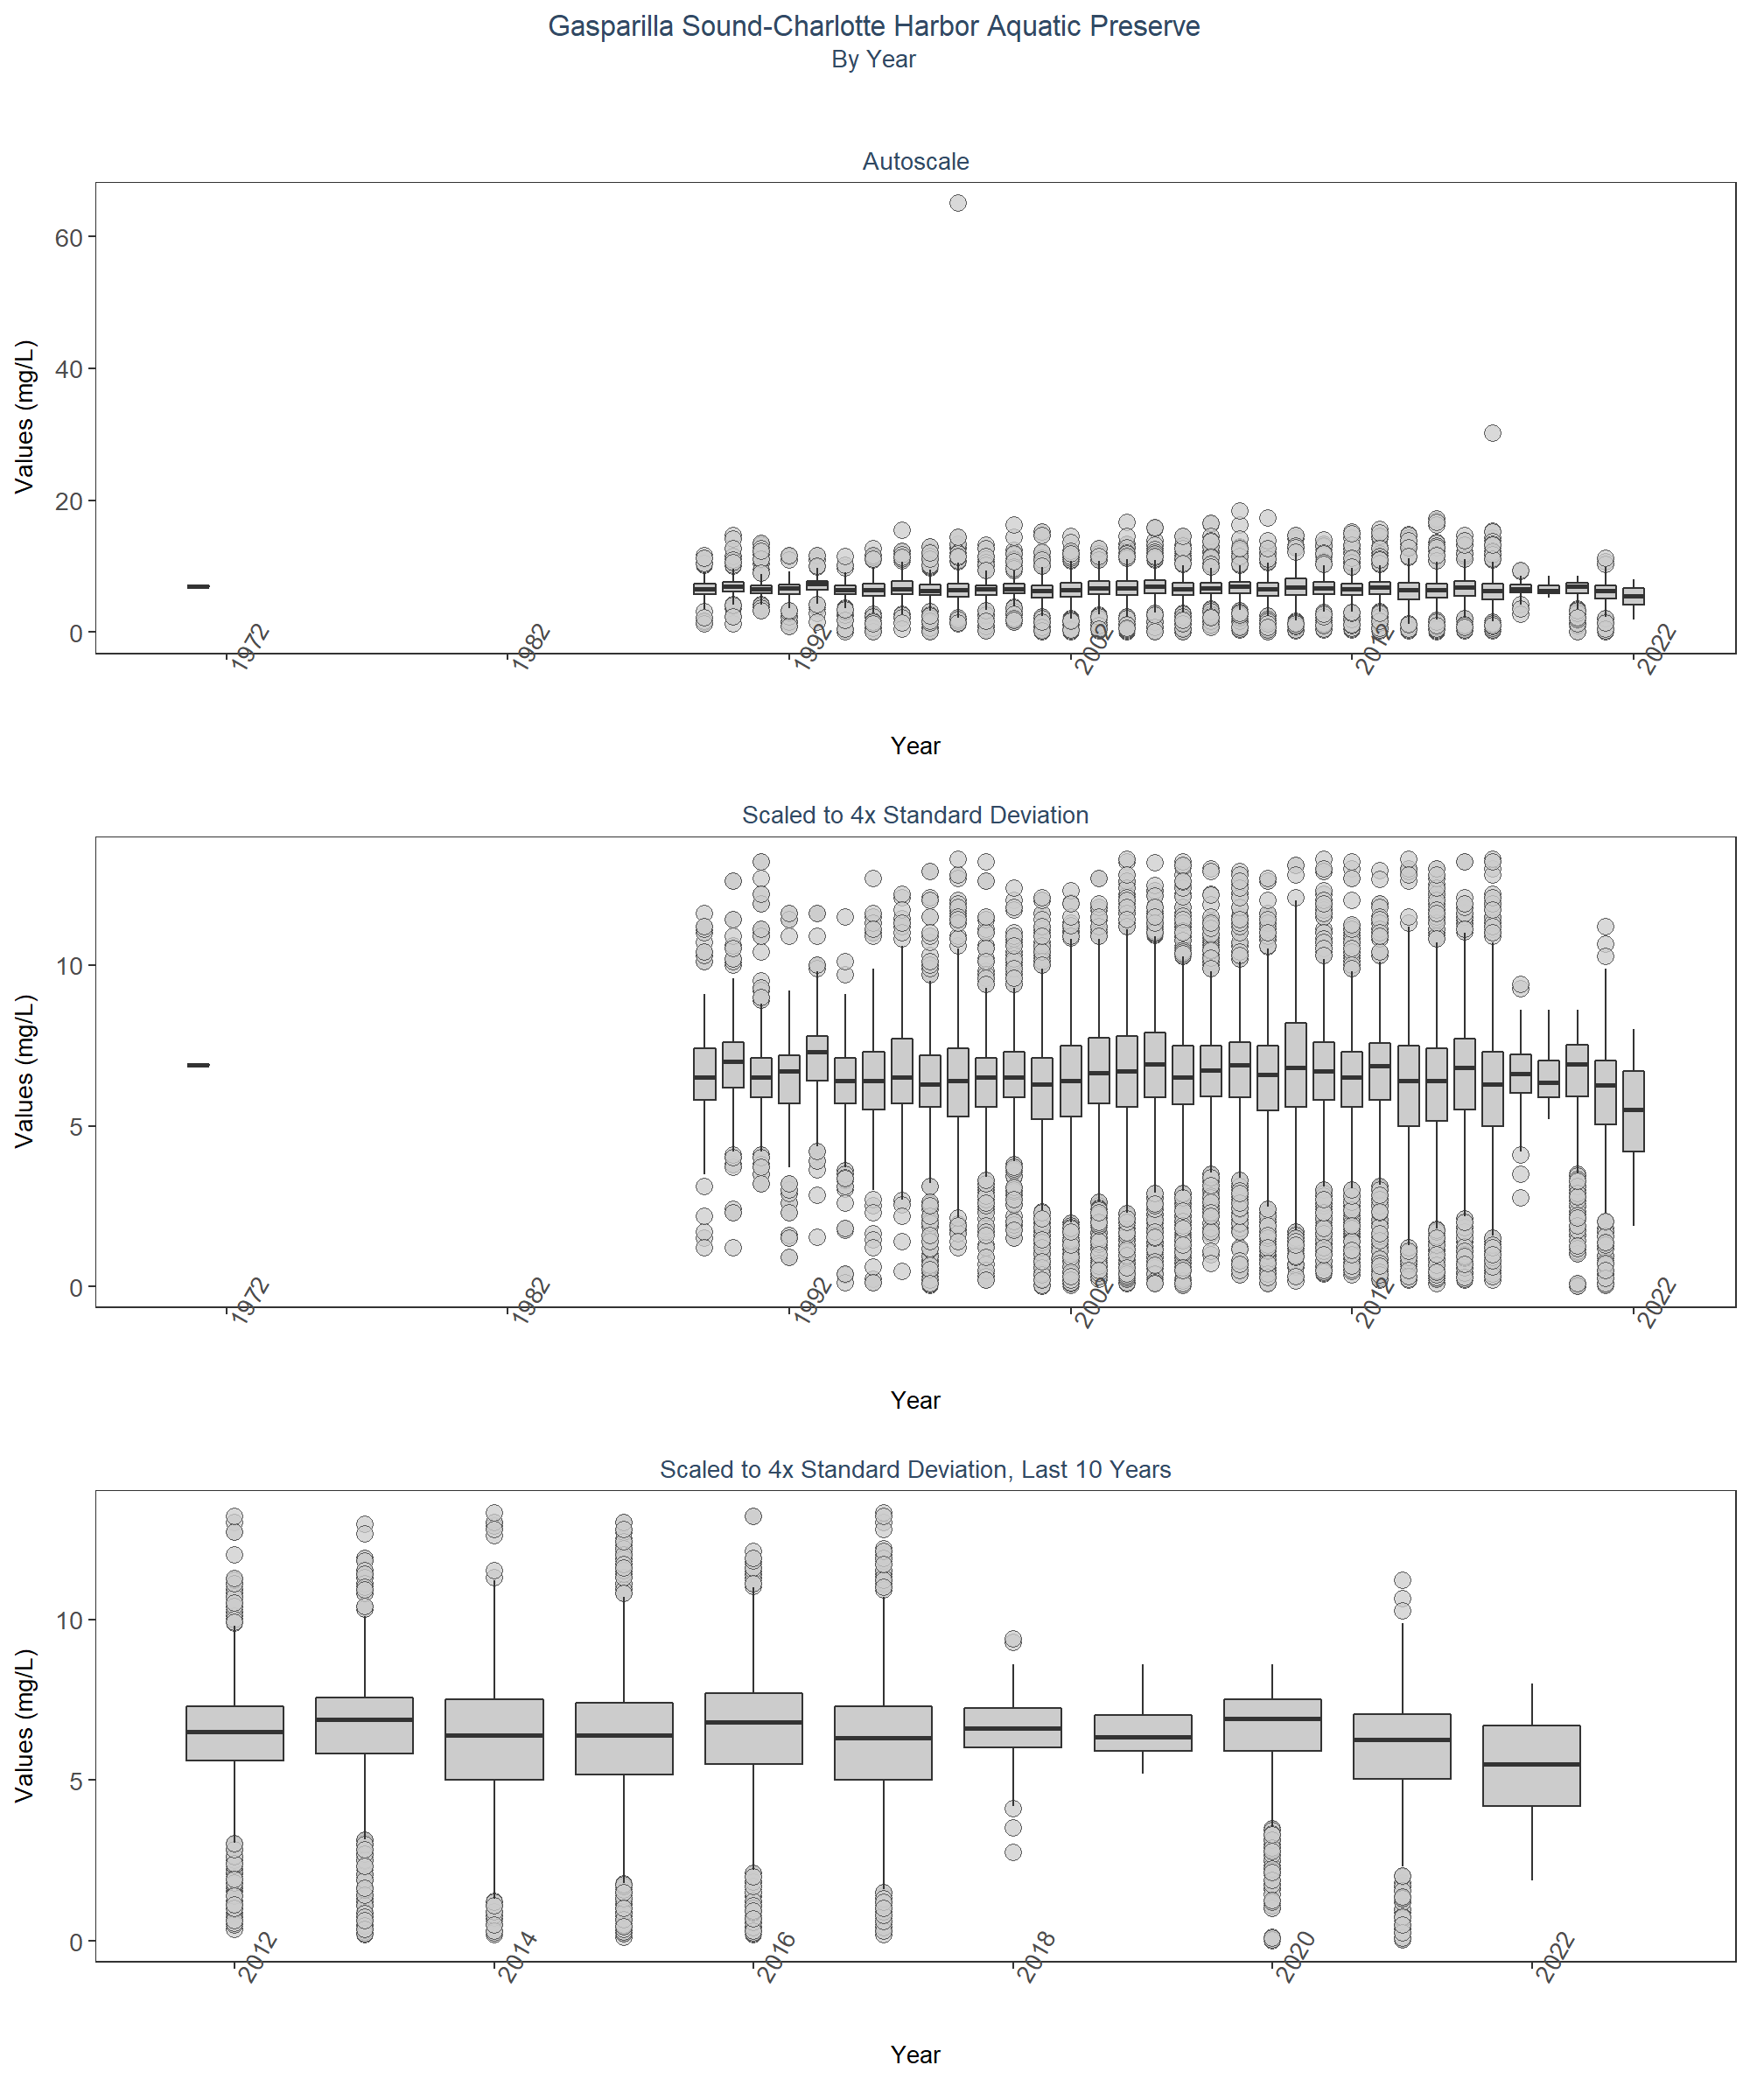 Gasparilla Sound-Charlotte Harbor Aquatic Preserve
By Year
Autoscale
Values (mg/L)
60
40
20
0
1972
1982
1992
2002
2012
2022
Year
Scaled to 4x Standard Deviation
Values (mg/L)
10
5
0
1972
1982
1992
2002
2012
2022
Year
Scaled to 4x Standard Deviation, Last 10 Years
Values (mg/L)
10
5
0
2012
2014
2016
2018
2020
2022
Year